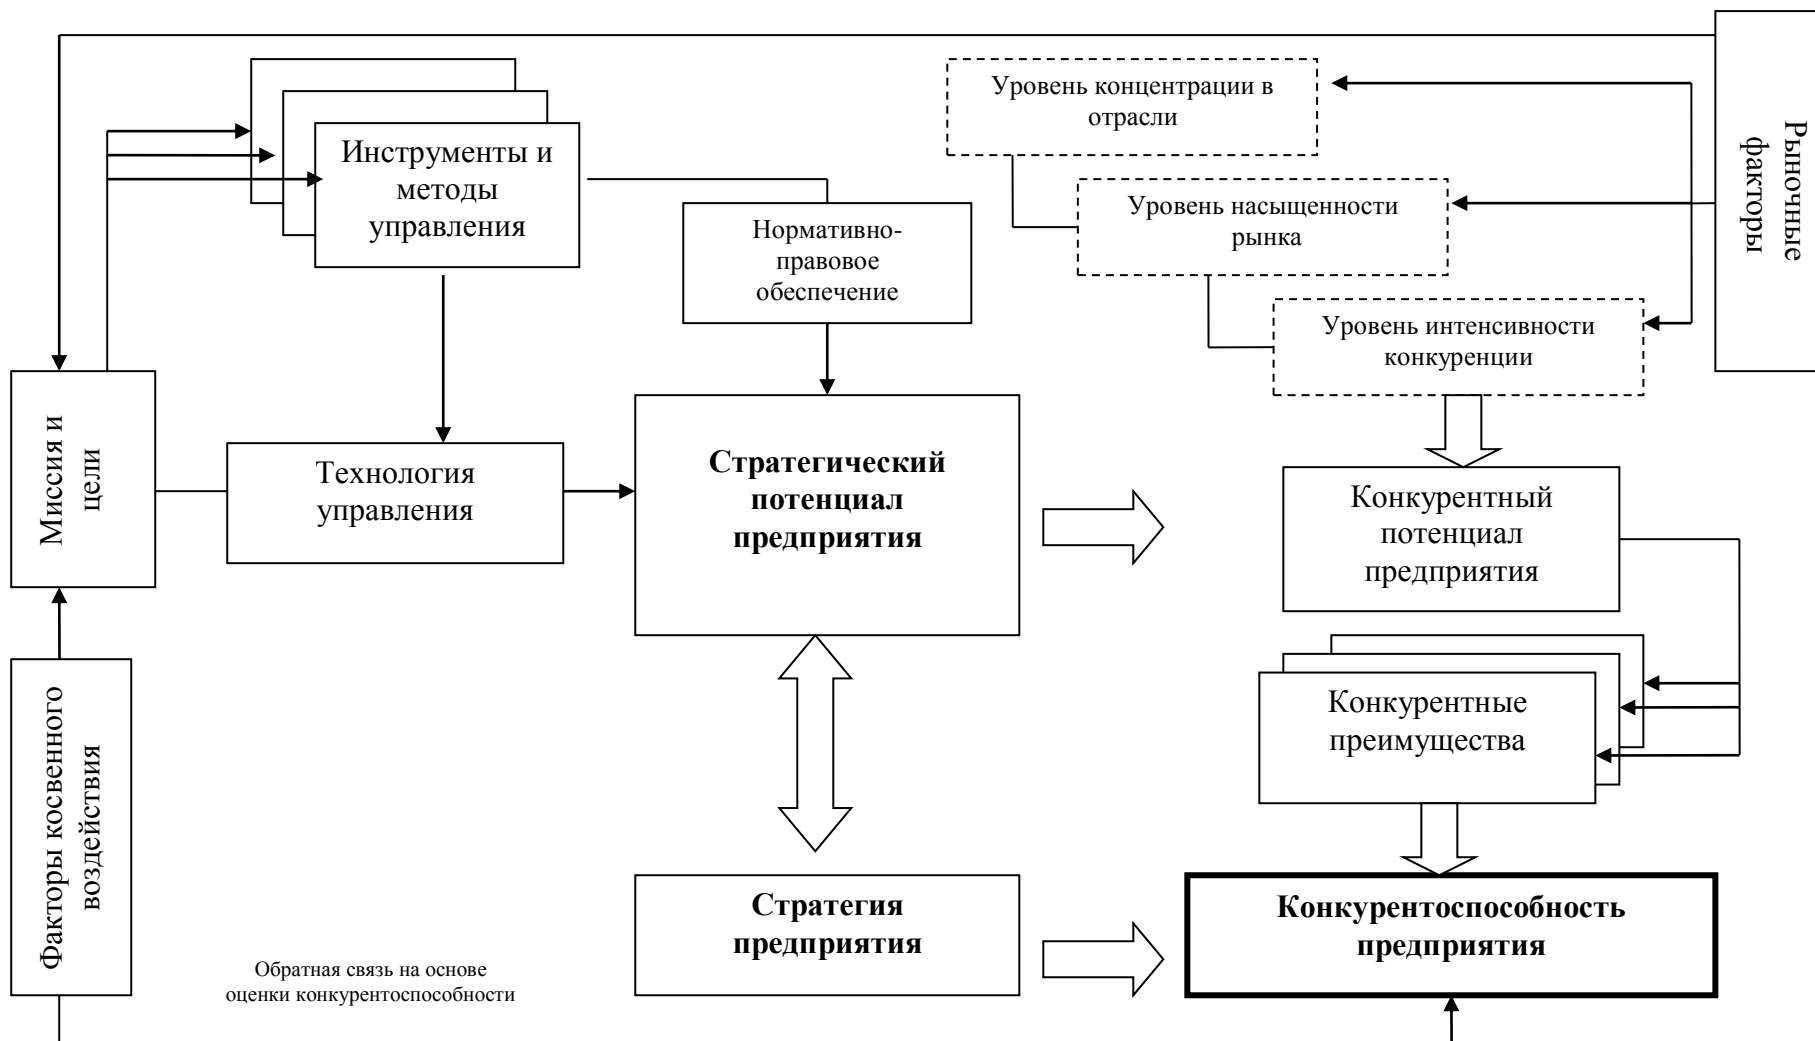 Уровень концентрации в
отрасли
Рыночные
факторы
Инструменты и
методы
управления
Уровень насыщенности
рынка
Нормативно-
правовое
обеспечение
Уровень интенсивности
конкуренции
Миссия и
цели
Технология
управления
Стратегический
потенциал
предприятия
Конкурентный
потенциал
предприятия
Факторы косвенного
воздействия
Конкурентные
преимущества
Стратегия
предприятия
Конкурентоспособность
предприятия
Обратная связь на основе
оценки конкурентоспособности